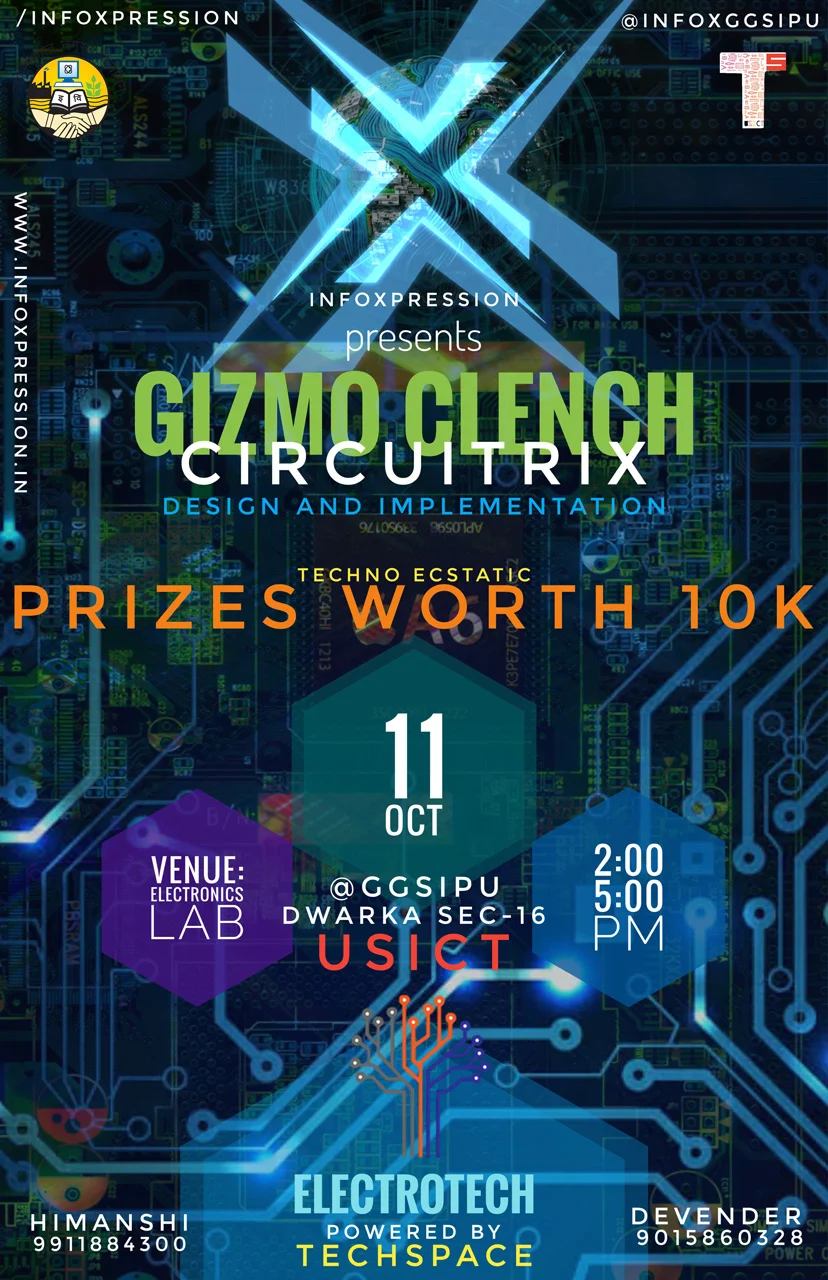 /INFOXPRESSION
@INFOXGGSIPU
WWW.INFOXPRESSION.IN
INFOXPRESSION
presents
GIZMO CLENCH
CIRCUITRIX
DESIGN AND IMPLEMENTATION
TECHNO ECSTATIC
PRIZES WORTH 10K
11
OCT
VENUE:
ELECTRONICS
LAB
2:00
5:00
PM
@GGSIPU
DWARKA SEC-16
USICT
ELECTROTECH
POWERED BY
TECHSPACE
HIMANSHI
9911884300
DEVENDER
9015860328